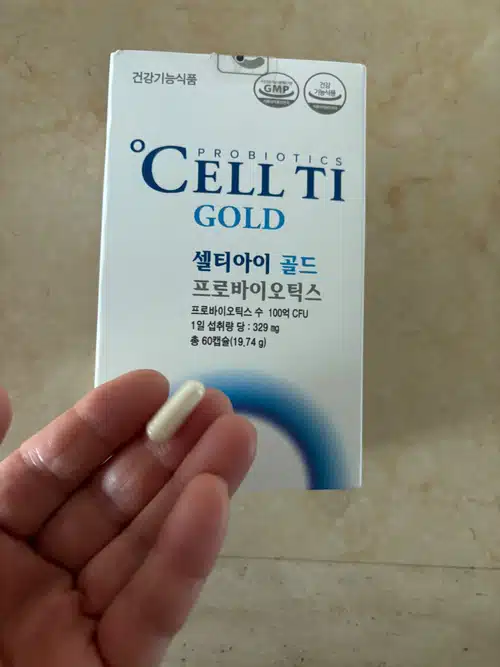 건강기능식품
GMP
건강
기능식품
PROBIOTICS
CELL TI
GOLD
셀티아이 골드
프로바이오틱스
프로바이오틱스 수 100억 CFU
1일 섭취량 당 : 329 mg
총 60캡슐(19.74 g)